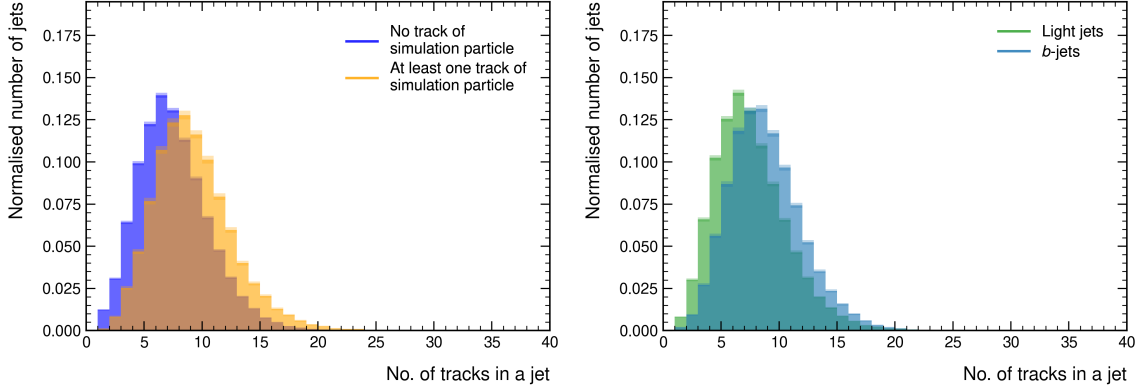 Normalised number of jets
0.175
0.150
0.125
0.100
0.075
0.050
0.025
0.000
0 5 10 15 20 25 30 35 40
No. of tracks in a jet
No track of
simulation particle
At least one track of
simulation particle
Normalised number of jets
0.175
0.150
0.125
0.100
0.075
0.050
0.025
0.000
0 5 10 15 20 25 30 35 40
No. of tracks in a jet
Light jets
b-jets